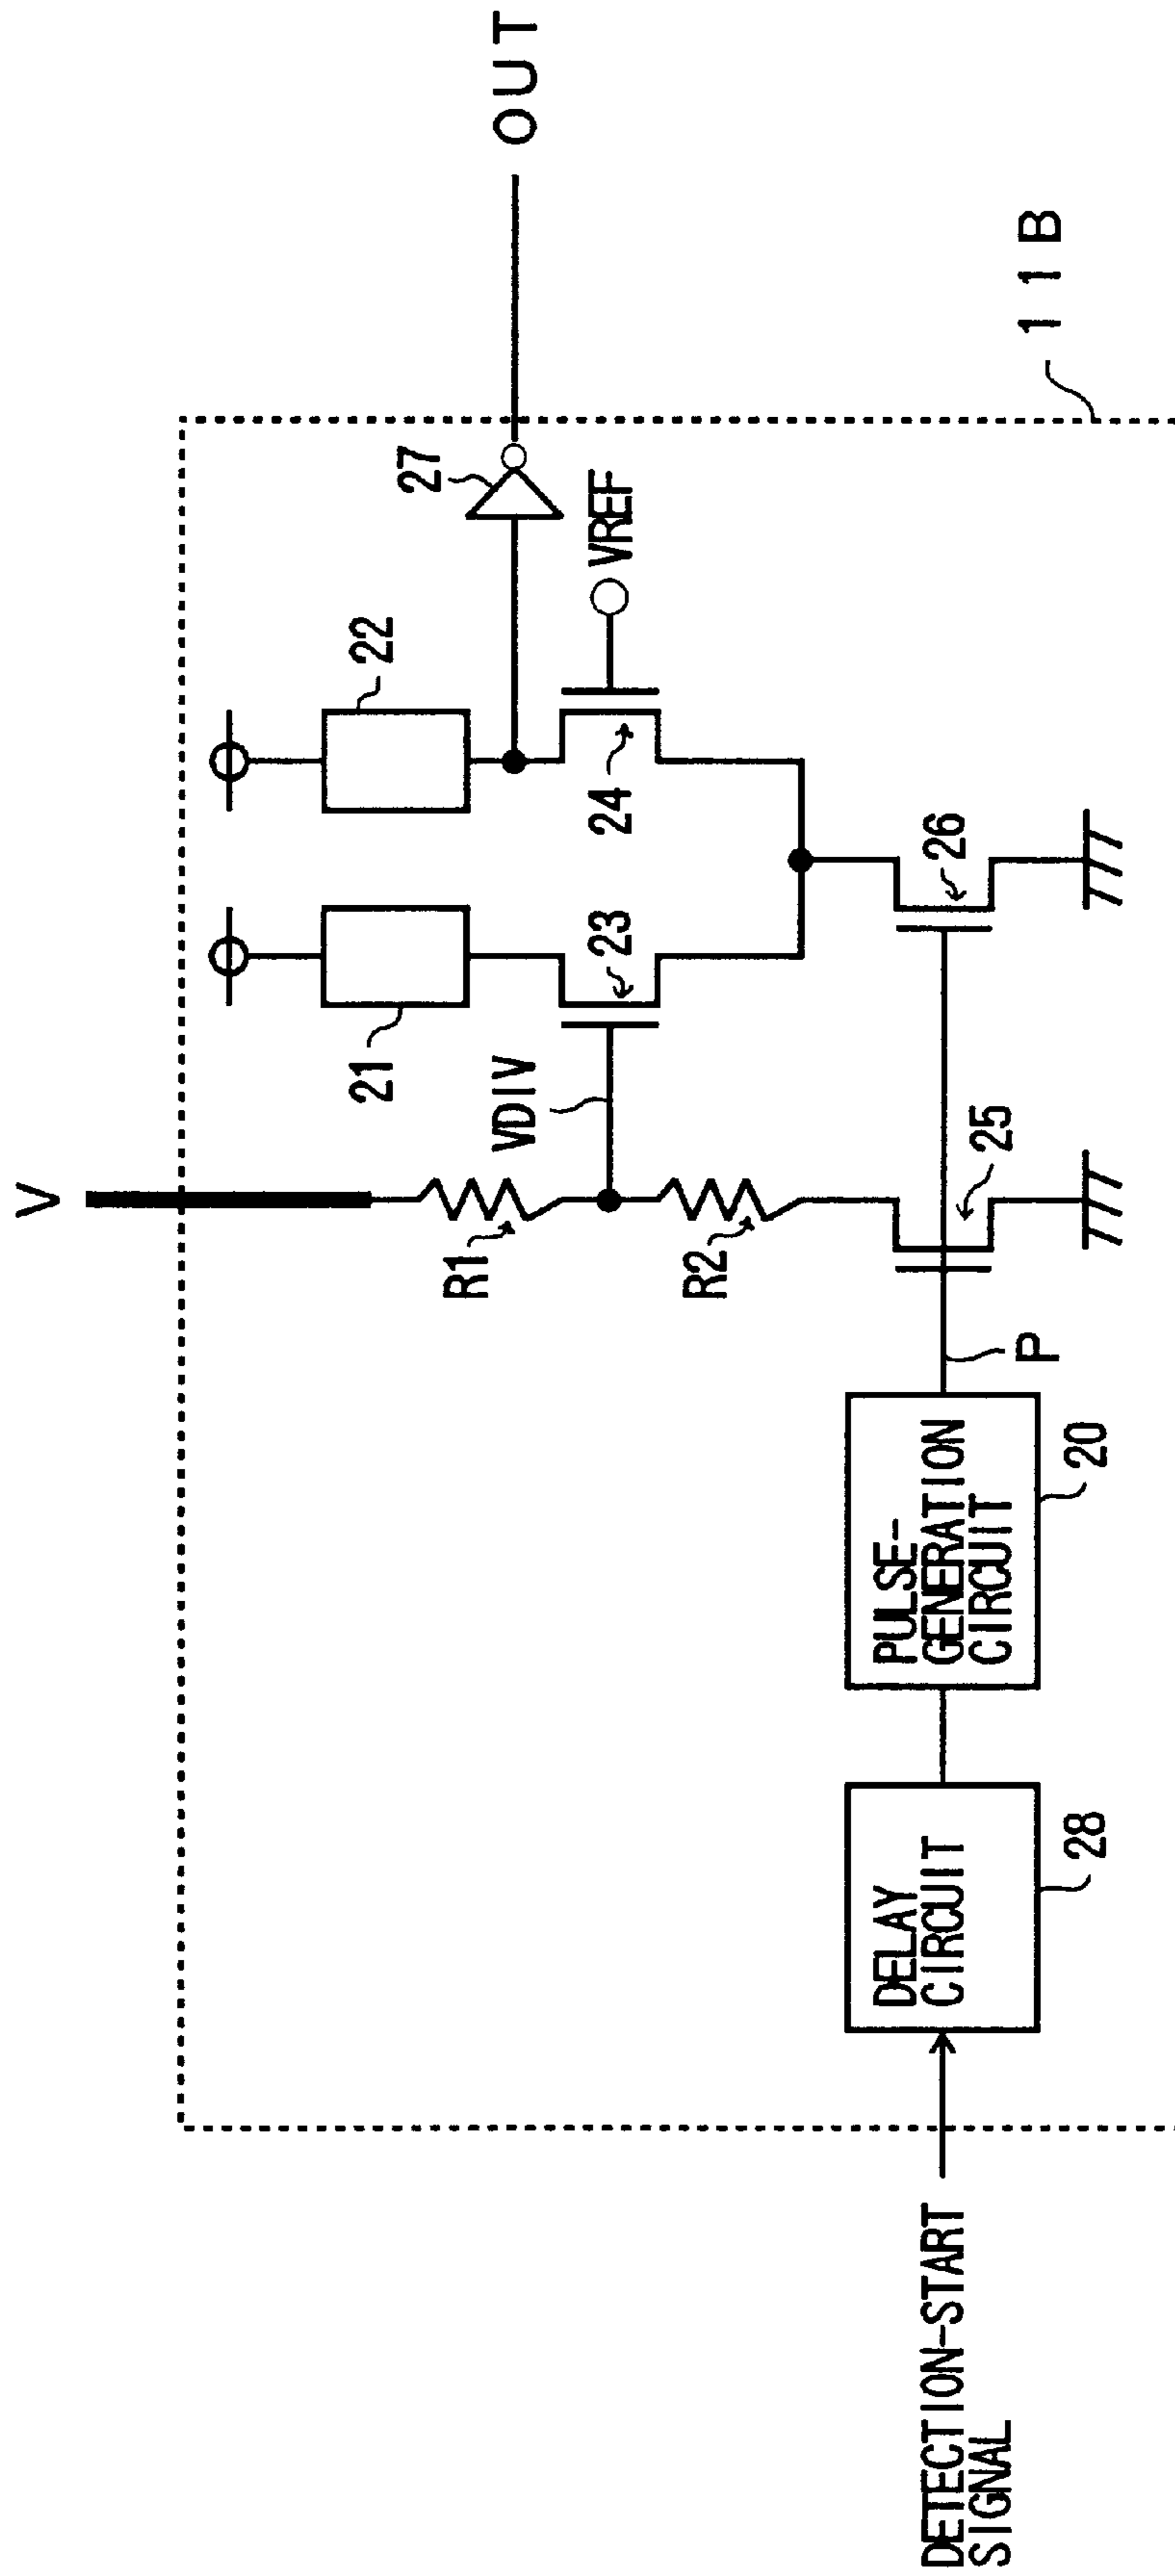 V
OUT
27
22
21
VREF
24
23
VDIV
R1
R2
26
25
P
11B
PULSE-
GENERATION
CIRCUIT
20
DELAY
CIRCUIT
28
DETECTION-START
SIGNAL